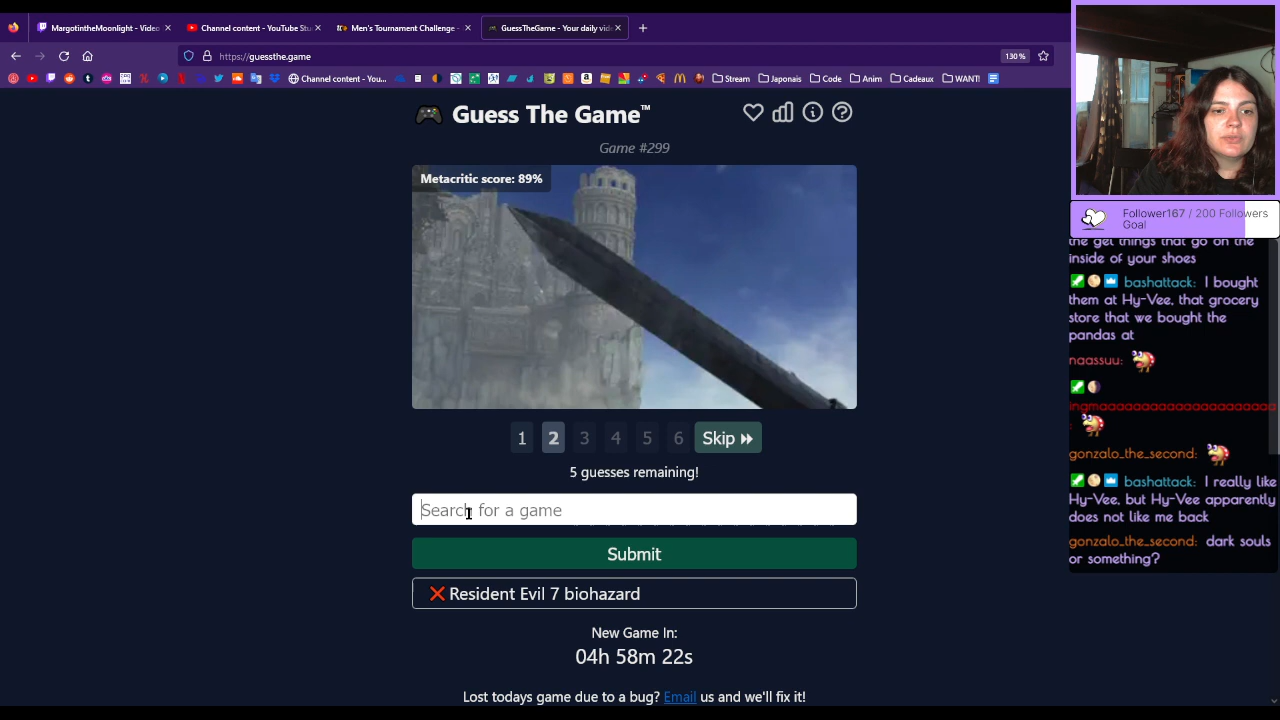 MargotintheMoonlight - Video
Channel content - YouTube Stu
Men's Tournament Challenge -
GuessTheGame - Your daily vide
https://guessthe.game
130%
Channel content - You...
Stream
Japonais
Code
Anim
Cadeaux
WANT!
Guess The Game™
Game #299
Metacritic score: 89%
1
2
3
4
5
6
Skip
5 guesses remaining!
Search for a game
Submit
❌ Resident Evil 7 biohazard
New Game In:
04h 58m 22s
Lost todays game due to a bug? Email us and we'll fix it!
Follower167 / 200 Followers
Goal
the gel things that go on the
inside of your shoes
bashattack: I bought
them at Hy-Vee, that grocery
store that we bought the
pandas at
naassuu:
gonzalo_the_second:
bashattack: I really like
Hy-Vee, but Hy-Vee apparently
does not like me back
gonzalo_the_second: dark souls
or something?